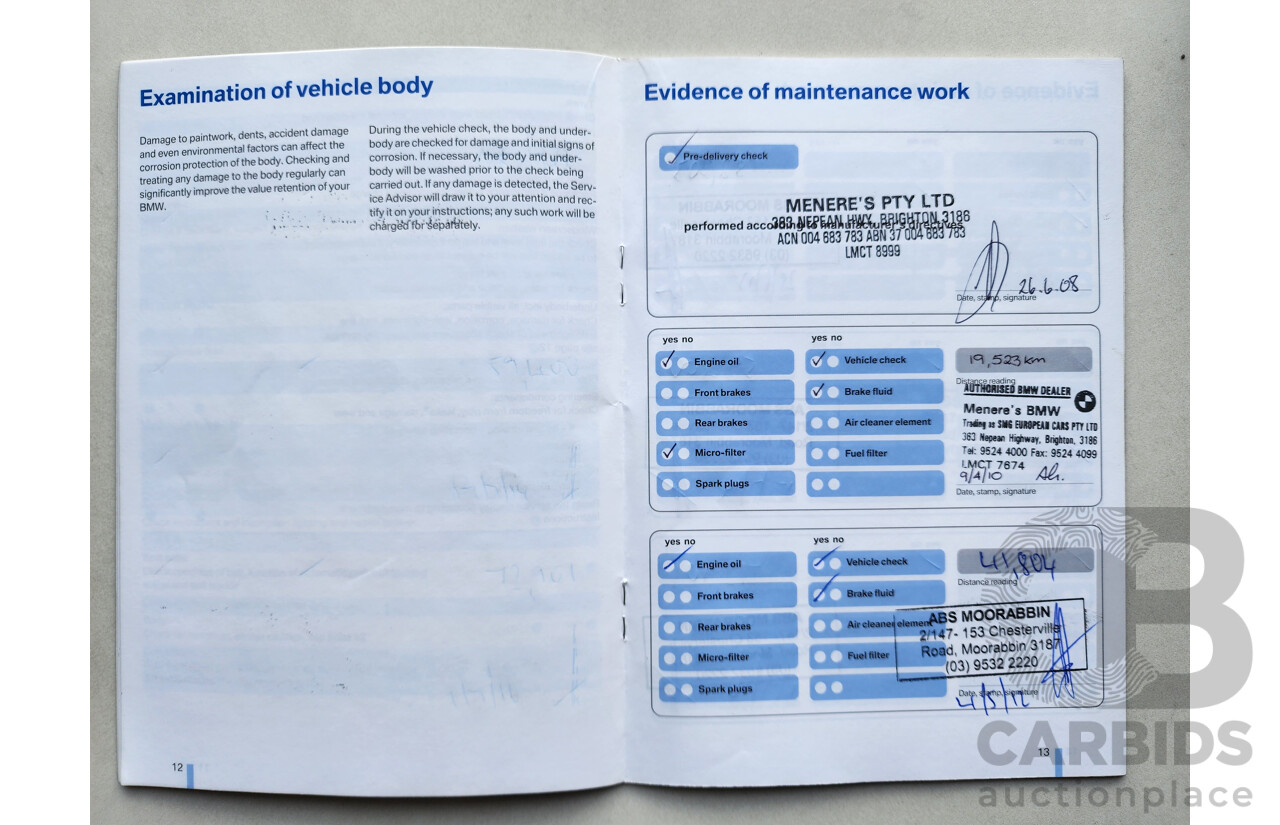 Examination of vehicle body
Damage to paintwork, dents, accident damage
and even environmental factors can affect the
corrosion protection of the body. Checking and
treating any damage to the body regularly can
significantly improve the value retention of your
BMW.
During the vehicle check, the body and under-
body are checked for damage and initial signs of
corrosion. If necessary, the body and under-
body will be washed prior to the check being
carried out. If any damage is detected, the Serv-
ice Advisor will draw it to your attention and rec-
tify it on your instructions; any such work will be
charged for separately.
12
Evidence of maintenance work
Pre-delivery check
MENERE'S PTY LTD
383 NEPEAN HWY, BRIGHTON 3186
performed according to manufacturer's directives
ACN 004 683 783 ABN 37 004 683 783
LMCT 8999
26.6.08
Date, stamp, signature
yes no
yes no
Engine oil
Vehicle check
19,523km
Distance reading
Front brakes
Brake fluid
AUTHORISED BMW DEALER
Menere's BMW
Rear brakes
Air cleaner element
Trading as SMG EUROPEAN CARS PTY LTD
363 Nepean Highway, Brighton, 3186
Micro-filter
Fuel filter
Tel: 9524 4000 Fax: 9524 4099
LMCT 7674
9/4/10
Spark plugs
Date, stamp, signature
yes no
yes no
Engine oil
Vehicle check
41,804
Distance reading
Front brakes
Brake fluid
Rear brakes
Air cleaner element
ABS MOORABBIN
2/147- 153 Chesterville
Micro-filter
Fuel filter
Road, Moorabbin 3187
(03) 9532 2220
Spark plugs
Date, stamp, signature
4/5/12
13
CARBIDS
auctionplace